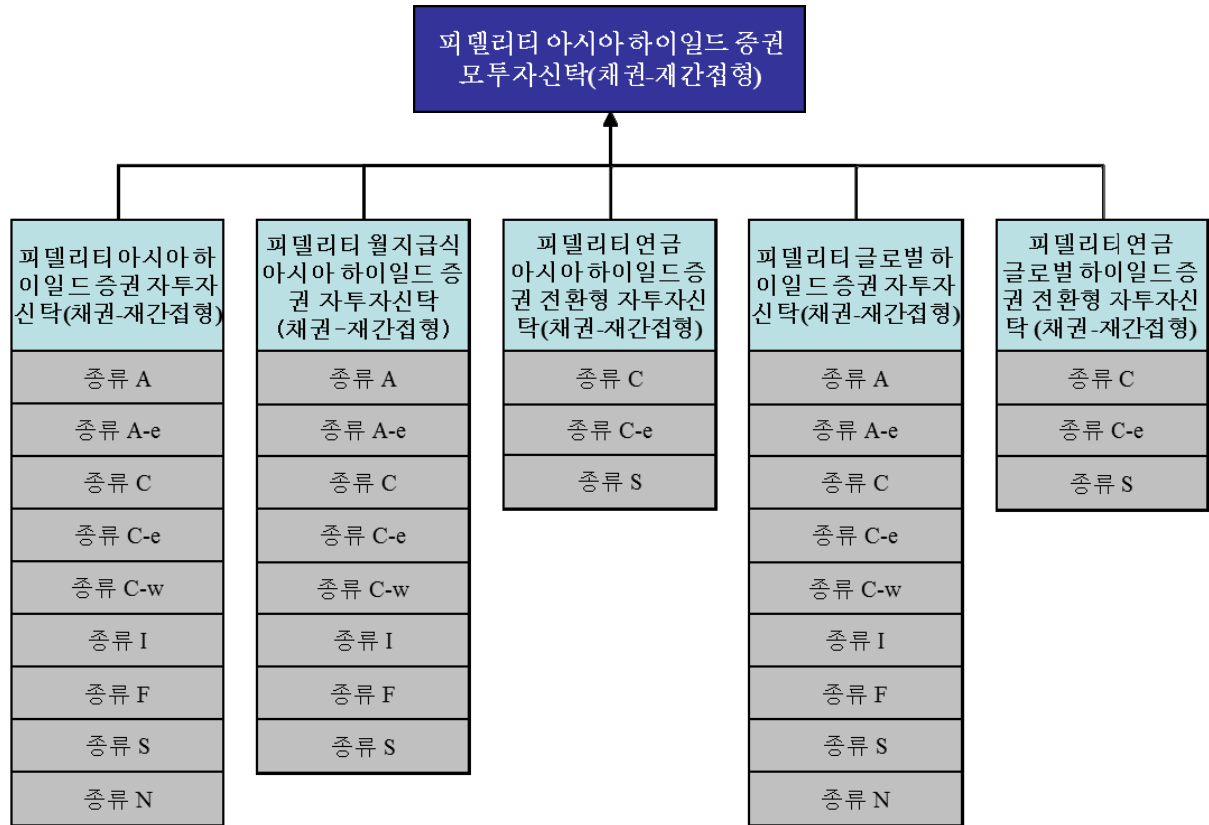 피델리티 아시아 하이일드 증권
모투자신탁(채권-재간접형)
피델리티 아시아 하
이일드 증권 자투자
신탁(채권-재간접형)
종류 A
종류 A-e
종류 C
종류 C-e
종류 C-w
종류 I
종류 F
종류 S
종류 N
피델리티 월지급식
아시아 하이일드 증
권 자투자신탁
(채권-재간접형)
종류 A
종류 A-e
종류 C
종류 C-e
종류 C-w
종류 I
종류 F
종류 S
피델리티 연금
아시아 하이일드 증
권 전환형 자투자신
탁(채권-재간접형)
종류 C
종류 C-e
종류 S
피델리티 글로벌 하
이일드 증권 자투자
신탁(채권-재간접형)
종류 A
종류 A-e
종류 C
종류 C-e
종류 C-w
종류 I
종류 F
종류 S
종류 N
피델리티 연금
글로벌 하이일드 증
권 전환형 자투자신
탁 (채권-재간접형)
종류 C
종류 C-e
종류 S